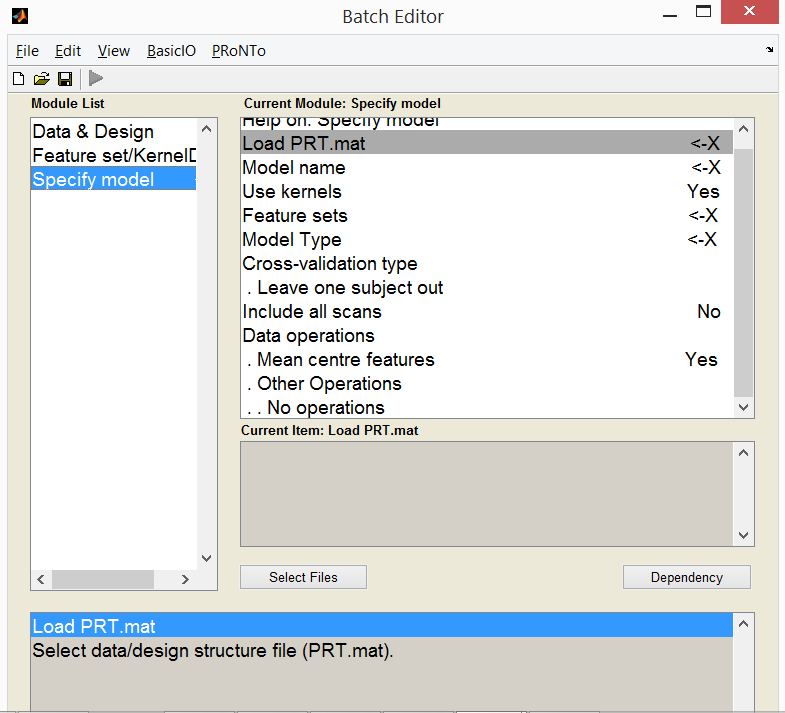 Batch Editor
File Edit View BasicIO PRoNTo
Module List
Data & Design
Feature set/KernelD
Specify model
Current Module: Specify model
Help on: Specify model
Load PRT.mat <-X
Model name <-X
Use kernels Yes
Feature sets <-X
Model Type <-X
Cross-validation type
. Leave one subject out
Include all scans No
Data operations
. Mean centre features Yes
. Other Operations
. . No operations
Current Item: Load PRT.mat
Select Files Dependency
Load PRT.mat
Select data/design structure file (PRT.mat).